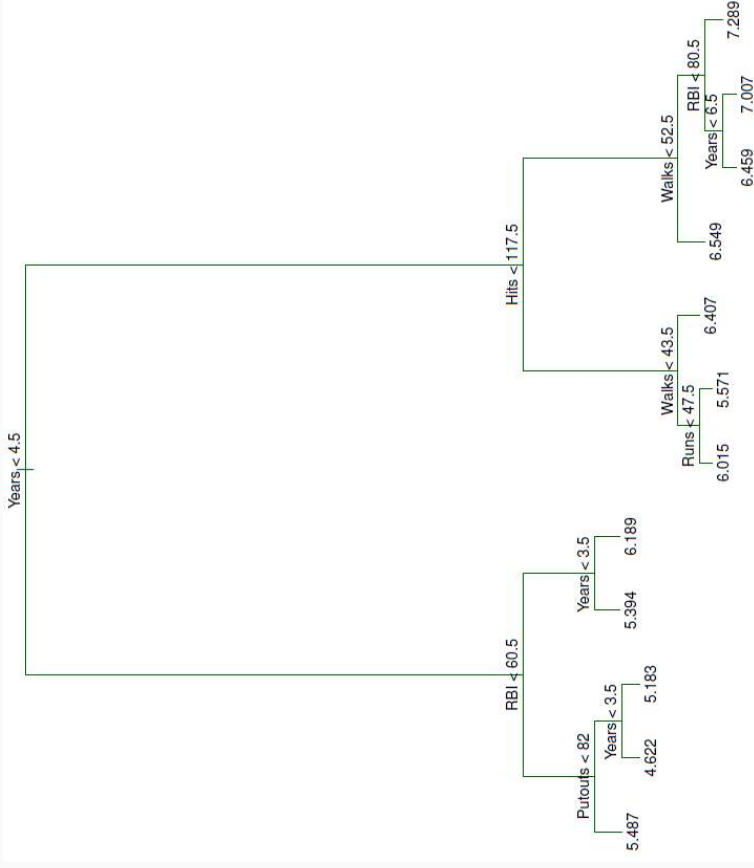 Years < 4.5
RBI < 60.5
Hits < 117.5
Putouts < 82
Years < 3.5
Walks < 43.5
Walks < 52.5
5.487
Years < 3.5
5.394
6.189
Runs < 47.5
6.407
6.549
RBI < 80.5
4.622
5.183
6.015
5.571
Years < 6.5
7.289
6.459
7.007